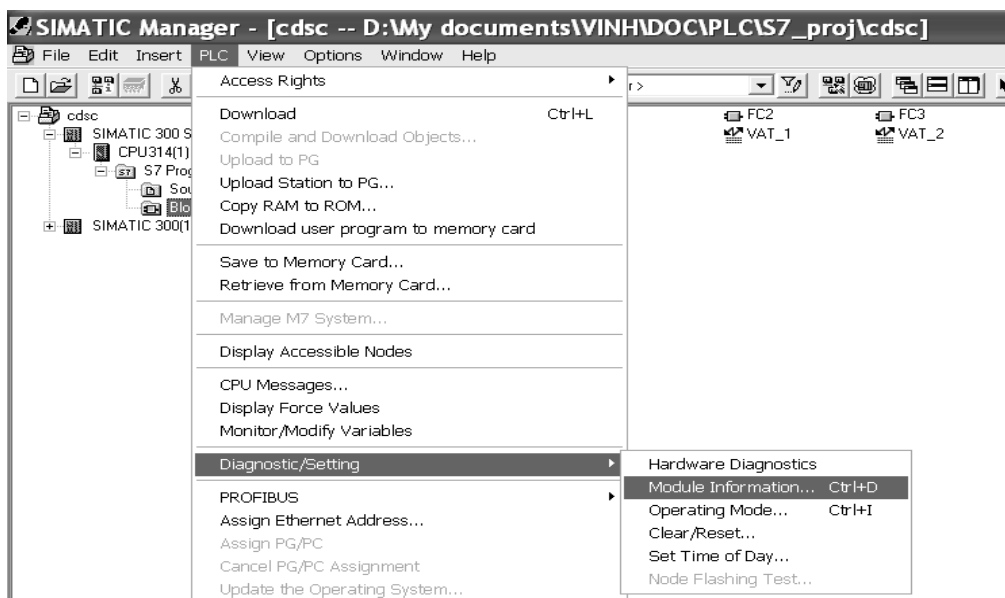 SIMATIC Manager - [cdsc -- D:\My documents\VINH\DOC\PLC\S7_proj\cdsc]
File Edit Insert PLC View Options Window Help
cdsc
SIMATIC 300 S
CPU314(1)
S7 Prog
Sou
Blo
SIMATIC 300(1
Access Rights
Download Ctrl+L
Compile and Download Objects...
Upload to PG
Upload Station to PG...
Copy RAM to ROM...
Download user program to memory card
Save to Memory Card...
Retrieve from Memory Card...
Manage M7 System...
Display Accessible Nodes
CPU Messages...
Display Force Values
Monitor/Modify Variables
Diagnostic/Setting
PROFIBUS
Assign Ethernet Address...
Assign PG/PC
Cancel PG/PC Assignment
Update the Operating System...
r >
FC2 FC3
VAT_1 VAT_2
Hardware Diagnostics
Module Information... Ctrl+D
Operating Mode... Ctrl+I
Clear/Reset...
Set Time of Day...
Node Flashing Test...